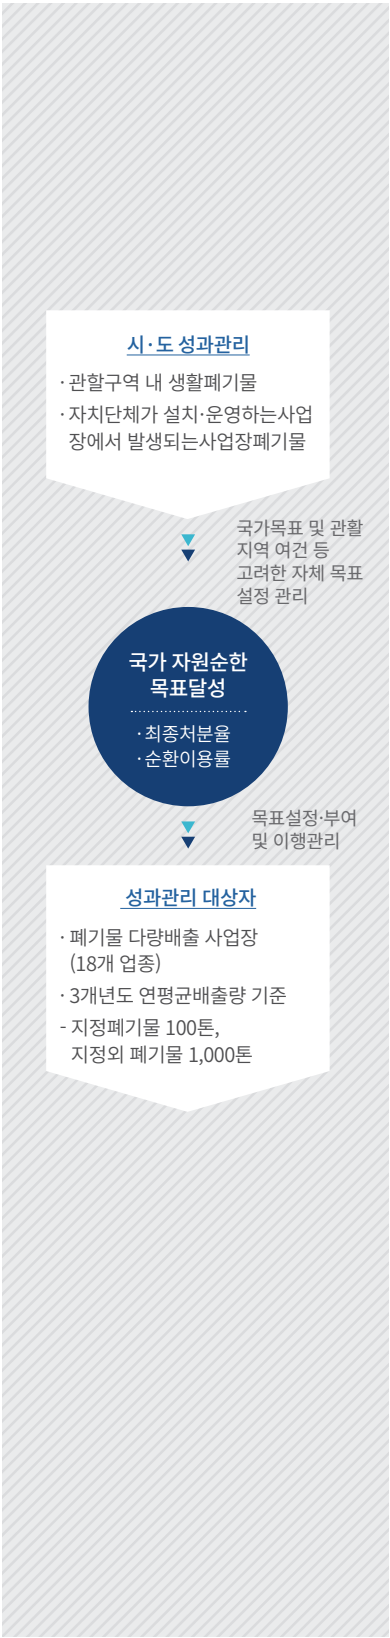 시·도 성과관리
· 관할구역 내 생활폐기물
· 자치단체가 설치·운영하는사업
장에서 발생되는사업장폐기물
국가목표 및 관활
지역 여건 등
고려한 자체 목표
설정 관리
국가 자원순한
목표달성
· 최종처분율
· 순환이용률
목표설정·부여
및 이행관리
성과관리 대상자
· 폐기물 다량배출 사업장
(18개 업종)
· 3개년도 연평균배출량 기준
- 지정폐기물 100톤,
지정외 폐기물 1,000톤